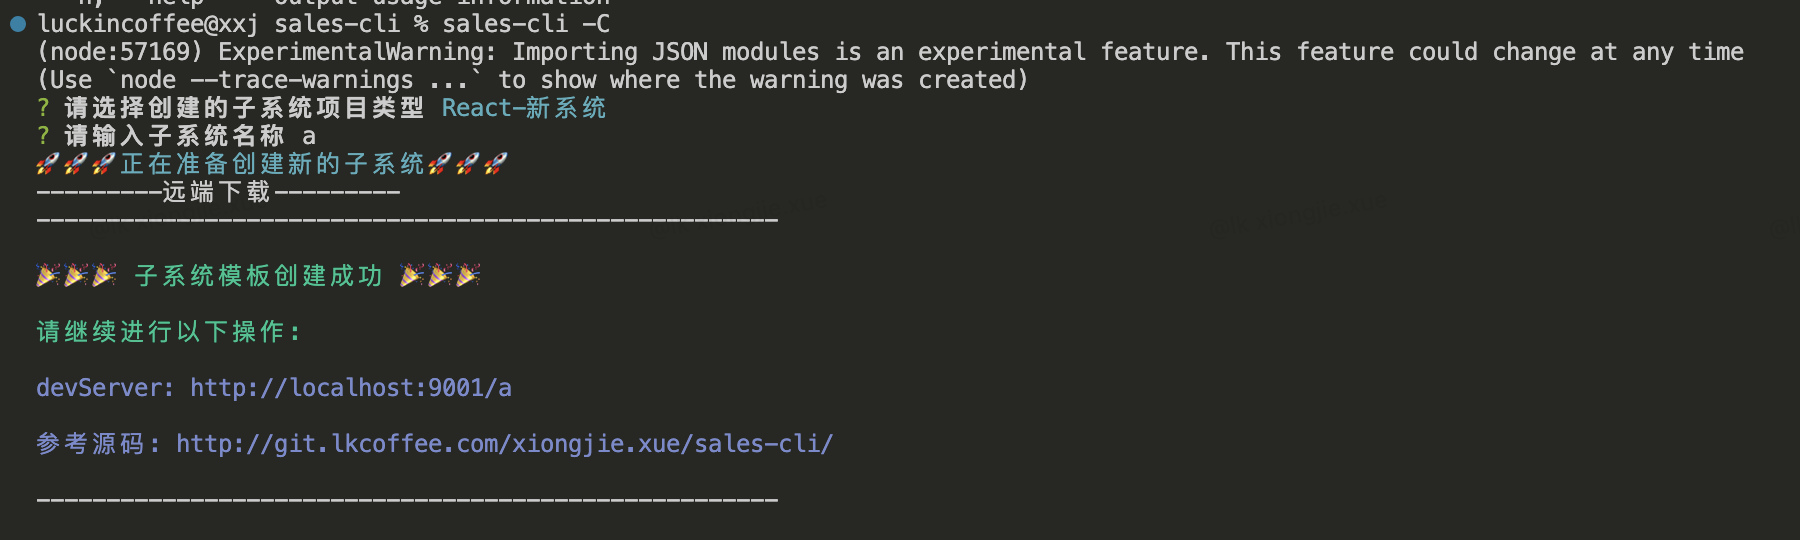 luckincoffee@xxj sales-cli % sales-cli -C
(node:57169) ExperimentalWarning: Importing JSON modules is an experimental feature. This feature could change at any time
(Use `node --trace-warnings ...` to show where the warning was created)
? 请选择创建的子系统项目类型 React-新系统
? 请输入子系统名称 a
🚀🚀🚀正在准备创建新的子系统🚀🚀🚀
---------远端下载---------
-----------------------------------------------------
🎉🎉🎉 子系统模板创建成功 🎉🎉🎉
请继续进行以下操作:
devServer: http://localhost:9001/a
参考源码: http://git.lkcoffee.com/xiongjie.xue/sales-cli/
-----------------------------------------------------